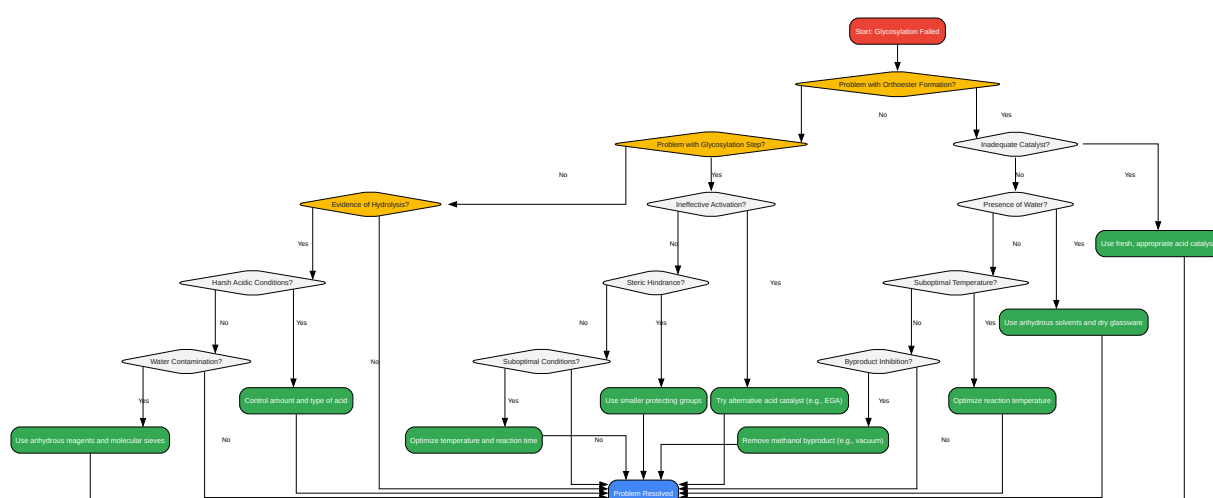 Start: Glycosylation Failed
Problem with Orthoester Formation?
No
Yes
Problem with Glycosylation Step?
Inadequate Catalyst?
No
Yes
No
Yes
Evidence of Hydrolysis?
Ineffective Activation?
Presence of Water?
Yes
No
No
Yes
Use fresh, appropriate acid catalys
Harsh Acidic Conditions?
Steric Hindrance?
Yes
Suboptimal Temperature?
No
Yes
No
Yes
No
Yes
Use anhydrous solvents and dry glassware
Water Contamination?
No
Suboptimal Conditions?
Byproduct Inhibition?
Yes
Control amount and type of acid
Yes
Use smaller protecting groups
Try alternative acid catalyst (e.g., EGA)
Yes
Optimize reaction temperature
Use anhydrous reagents and molecular sieves
No
Optimize temperature and reaction time
No
Remove methanol byproduct (e.g., vacuum)
No
Problem Resolved